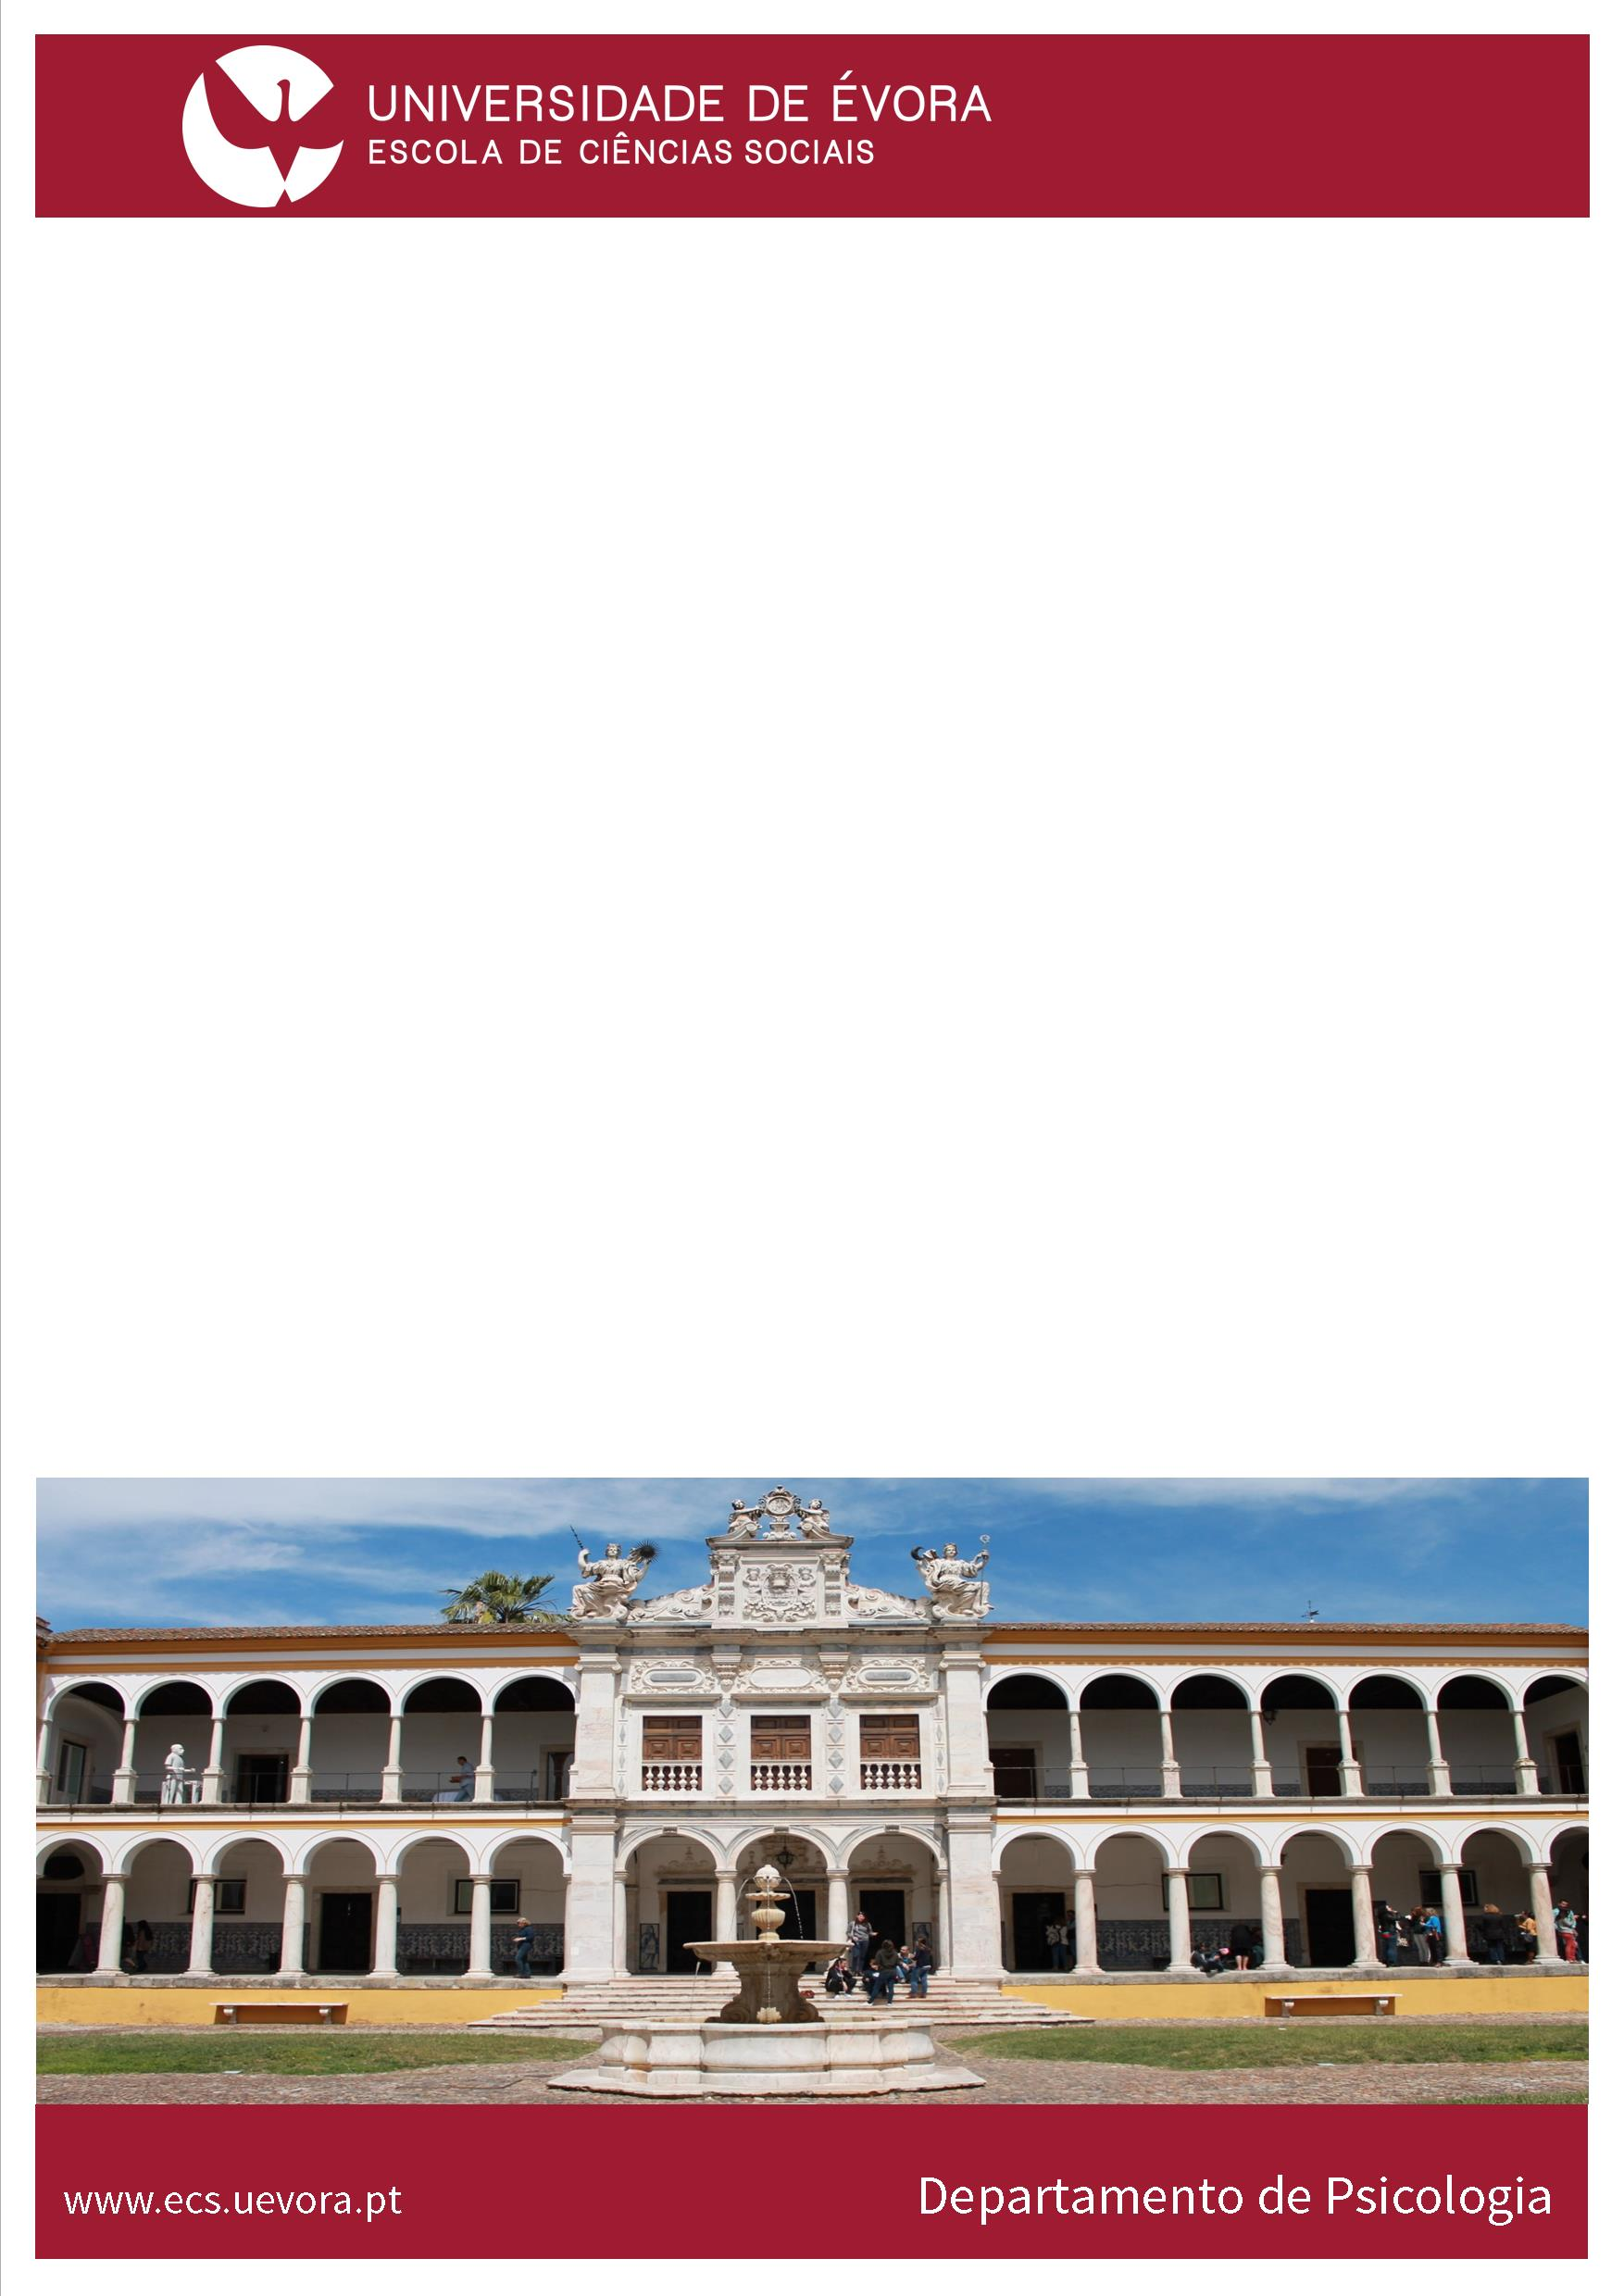 UNIVERSIDADE DE ÉVORA
ESCOLA DE CIÊNCIAS SOCIAIS
www.ecs.uevora.pt
Departamento de Psicologia